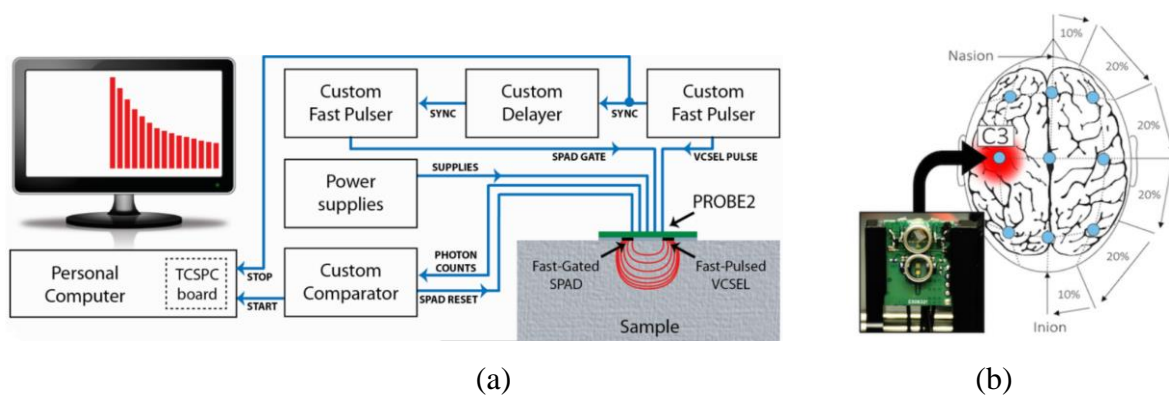 Custom
Fast Pulser
SYNC
Custom
Delayer
SYNC
Custom
Fast Pulser
SPAD GATE
VCSEL PULSE
SUPPLIES
Power
supplies
PROBE2
PHOTON
COUNTS
Fast-Gated
SPAD
Fast-Pulsed
VCSEL
Personal
Computer
TCSPC
board
STOP
START
Custom
Comparator
SPAD RESET
Sample
(a)
10%
Nasion
20%
C3
20%
20%
20%
10%
Inion
(b)